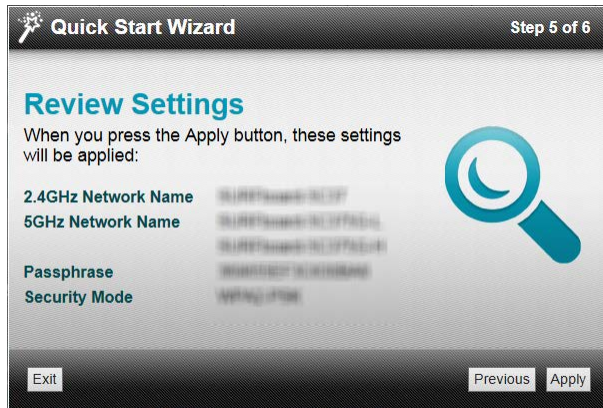 Quick Start Wizard
Step 5 of 6
Review Settings
When you press the Apply button, these settings
will be applied:
2.4GHz Network Name
5GHz Network Name
Passphrase
Security Mode
Exit
Previous
Apply